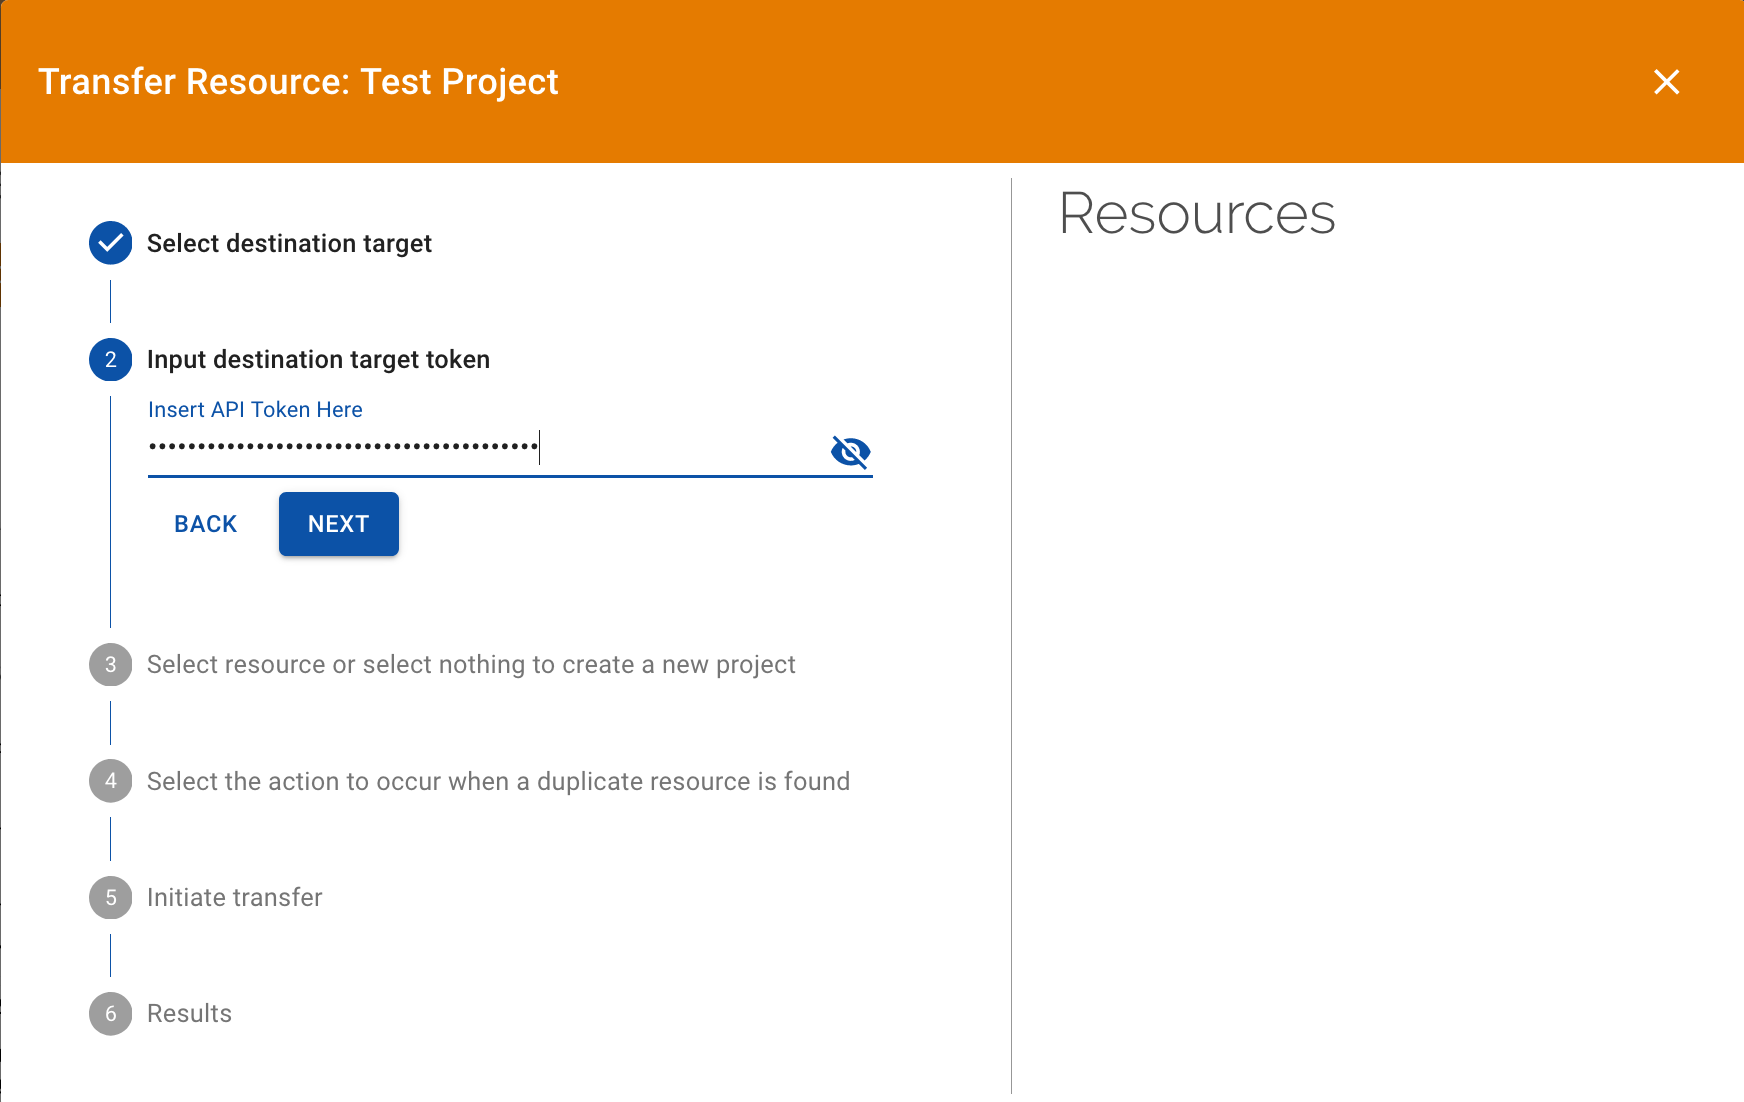 Transfer Resource: Test Project
Select destination target
2 Input destination target token
Insert API Token Here
••••••••••••••••••••••••••••••••••••••••
BACK NEXT
3 Select resource or select nothing to create a new project
4 Select the action to occur when a duplicate resource is found
5 Initiate transfer
6 Results
Resources